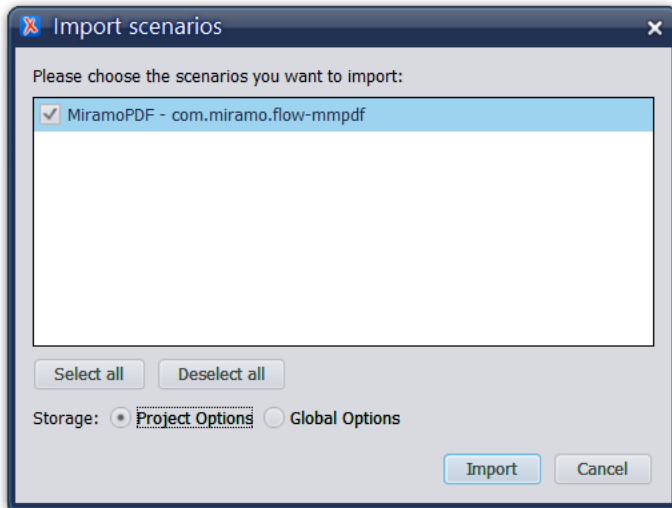 Import scenarios
Please choose the scenarios you want to import:
MiramoPDF - com.miramo.flow-mmpdf
Select all Deselect all
Storage: Project Options Global Options
Import Cancel